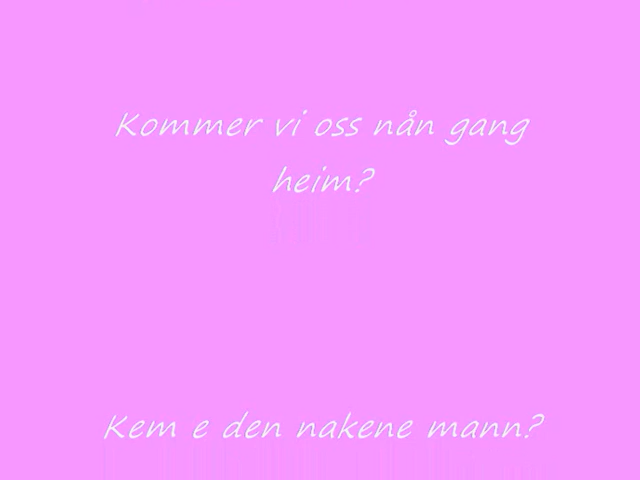 Kommer vi oss nån gang
heim?
Kem e den nakene mann?